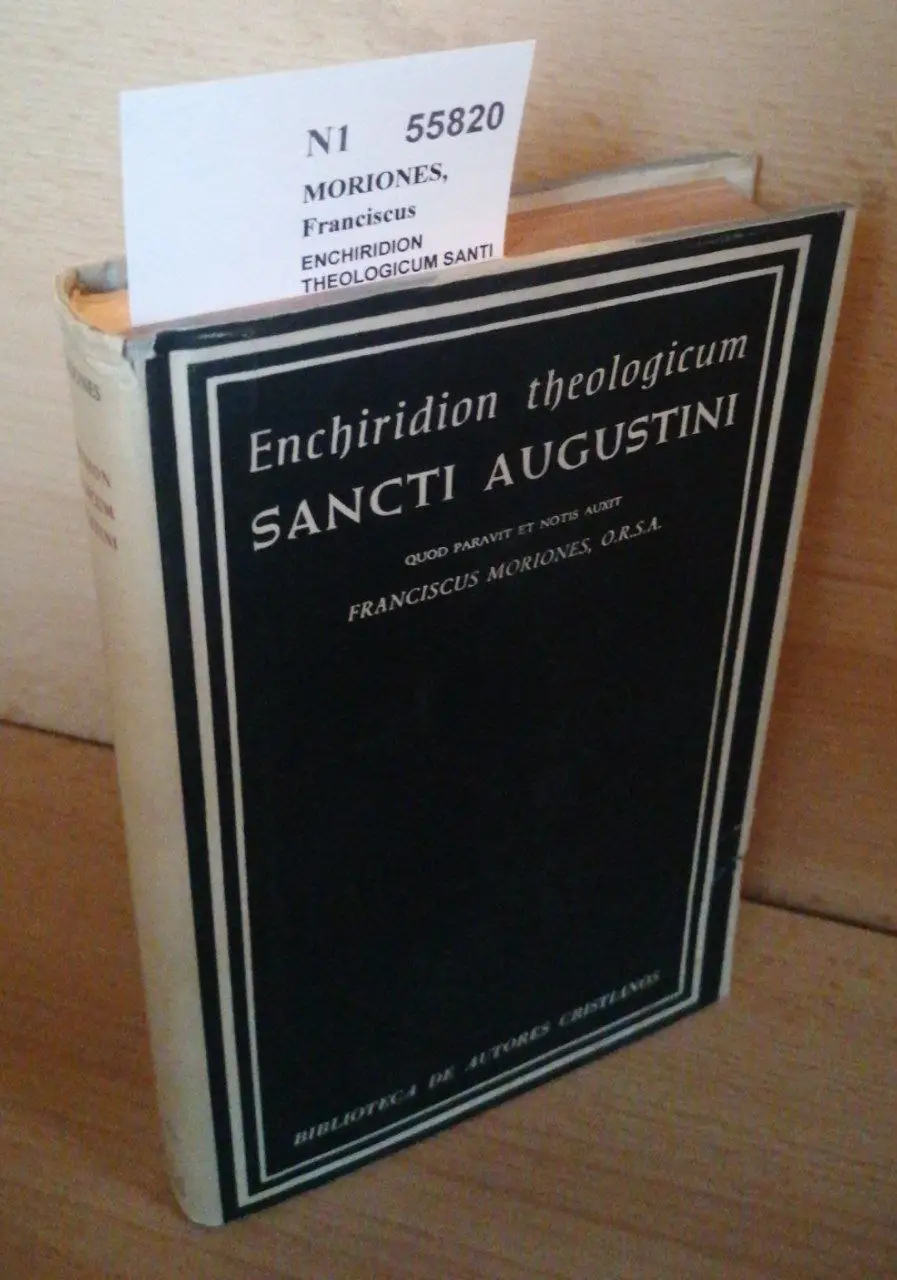 N1 55820
MORIONES,
Franciscus
ENCHIRIDION
THEOLOGICUM SANTI
Enchiridion theologicum
SANCTI AUGUSTINI
QUOD PARAVIT ET NOTIS AUXIT
FRANCISCUS MORIONES, O.R.S.A.
BIBLIOTECA DE AUTORES CRISTIANOS